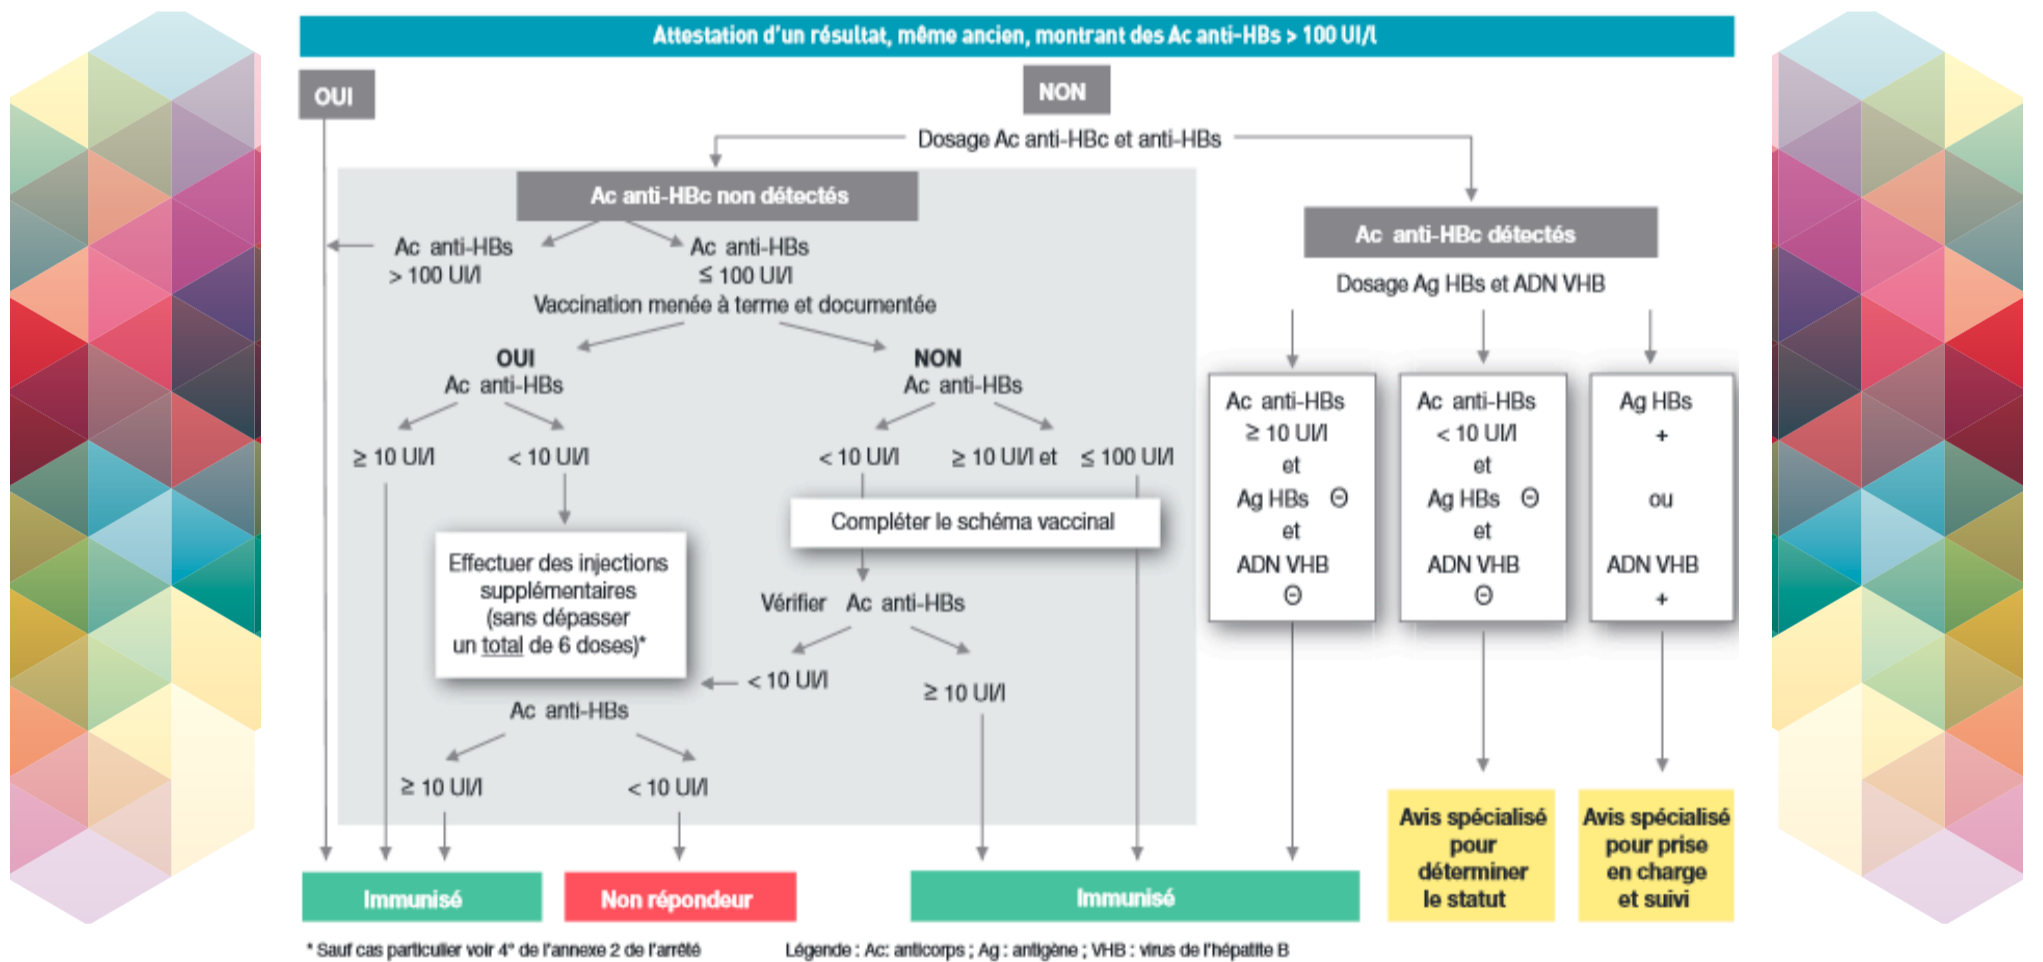 Attestation d'un résultat, même ancien, montrant des Ac anti-HBs > 100 UI/l
OUI
NON
Dosage Ac anti-HBc et anti-HBs
Ac anti-HBc non détectés
Ac anti-HBs
> 100 UI/l
Ac anti-HBs
≤ 100 UI/l
Vaccination menée à terme et documentée
OUI
Ac anti-HBs
NON
Ac anti-HBs
≥ 10 UI/l
< 10 UI/l
< 10 UI/l
≥ 10 UI/l et ≤ 100 UI/l
Effectuer des injections
supplémentaires
(sans dépasser
un total de 6 doses)*
Compléter le schéma vaccinal
Vérifier Ac anti-HBs
< 10 UI/l
≥ 10 UI/l
Ac anti-HBs
≥ 10 UI/l
< 10 UI/l
Ac anti-HBc détectés
Dosage Ag HBs et ADN VHB
Ac anti-HBs
≥ 10 UI/l
et
Ag HBs ⊖
et
ADN VHB
⊖
Ac anti-HBs
< 10 UI/l
et
Ag HBs ⊖
et
ADN VHB
⊖
Ag HBs
+
ou
ADN VHB
+
Immunisé
Non répondeur
Immunisé
Avis spécialisé
pour
déterminer
le statut
Avis spécialisé
pour prise
en charge
et suivi
* Sauf cas particulier voir 4° de l'annexe 2 de l'arrêté
Légende : Ac: anticorps ; Ag : antigène ; VHB : virus de l'hépatite B